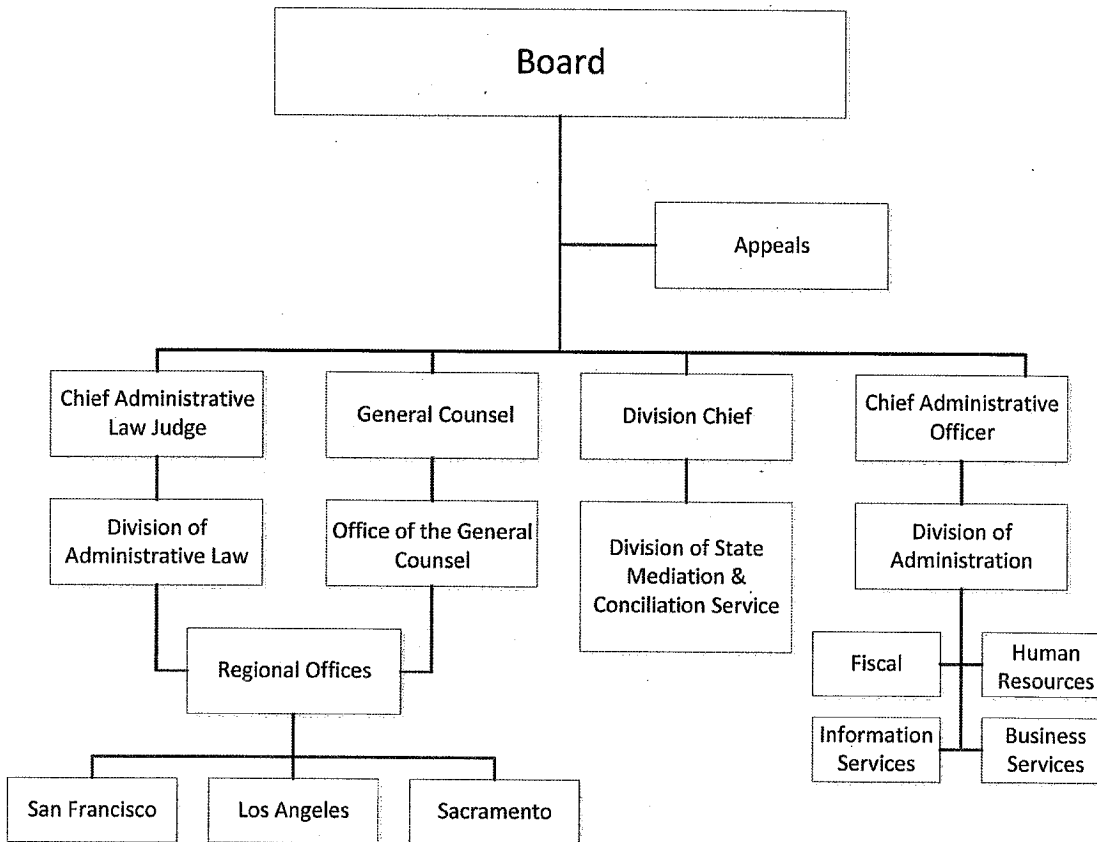 Board
Appeals
Chief Administrative
Law Judge
General Counsel
Division Chief
Chief Administrative
Officer
Division of
Administrative Law
Office of the General
Counsel
Division of State
Mediation &
Conciliation Service
Division of
Administration
Regional Offices
Fiscal
Human
Resources
Information
Services
Business
Services
San Francisco
Los Angeles
Sacramento